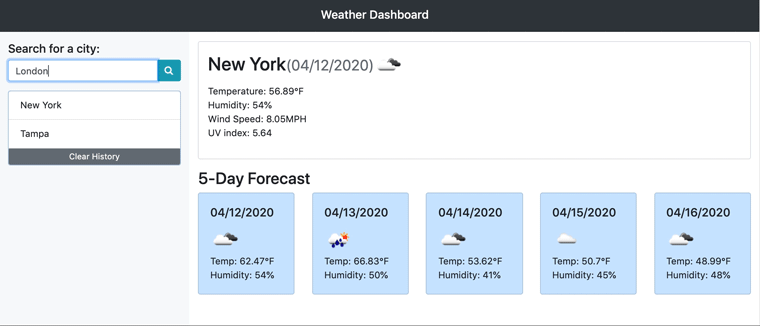 Weather Dashboard
Search for a city:
London
New York
Tampa
Clear History
New York(04/12/2020)
Temperature: 56.89°F
Humidity: 54%
Wind Speed: 8.05MPH
UV index: 5.64
5-Day Forecast
04/12/2020
Temp: 62.47°F
Humidity: 54%
04/13/2020
Temp: 66.83°F
Humidity: 50%
04/14/2020
Temp: 53.62°F
Humidity: 41%
04/15/2020
Temp: 50.7°F
Humidity: 45%
04/16/2020
Temp: 48.99°F
Humidity: 48%